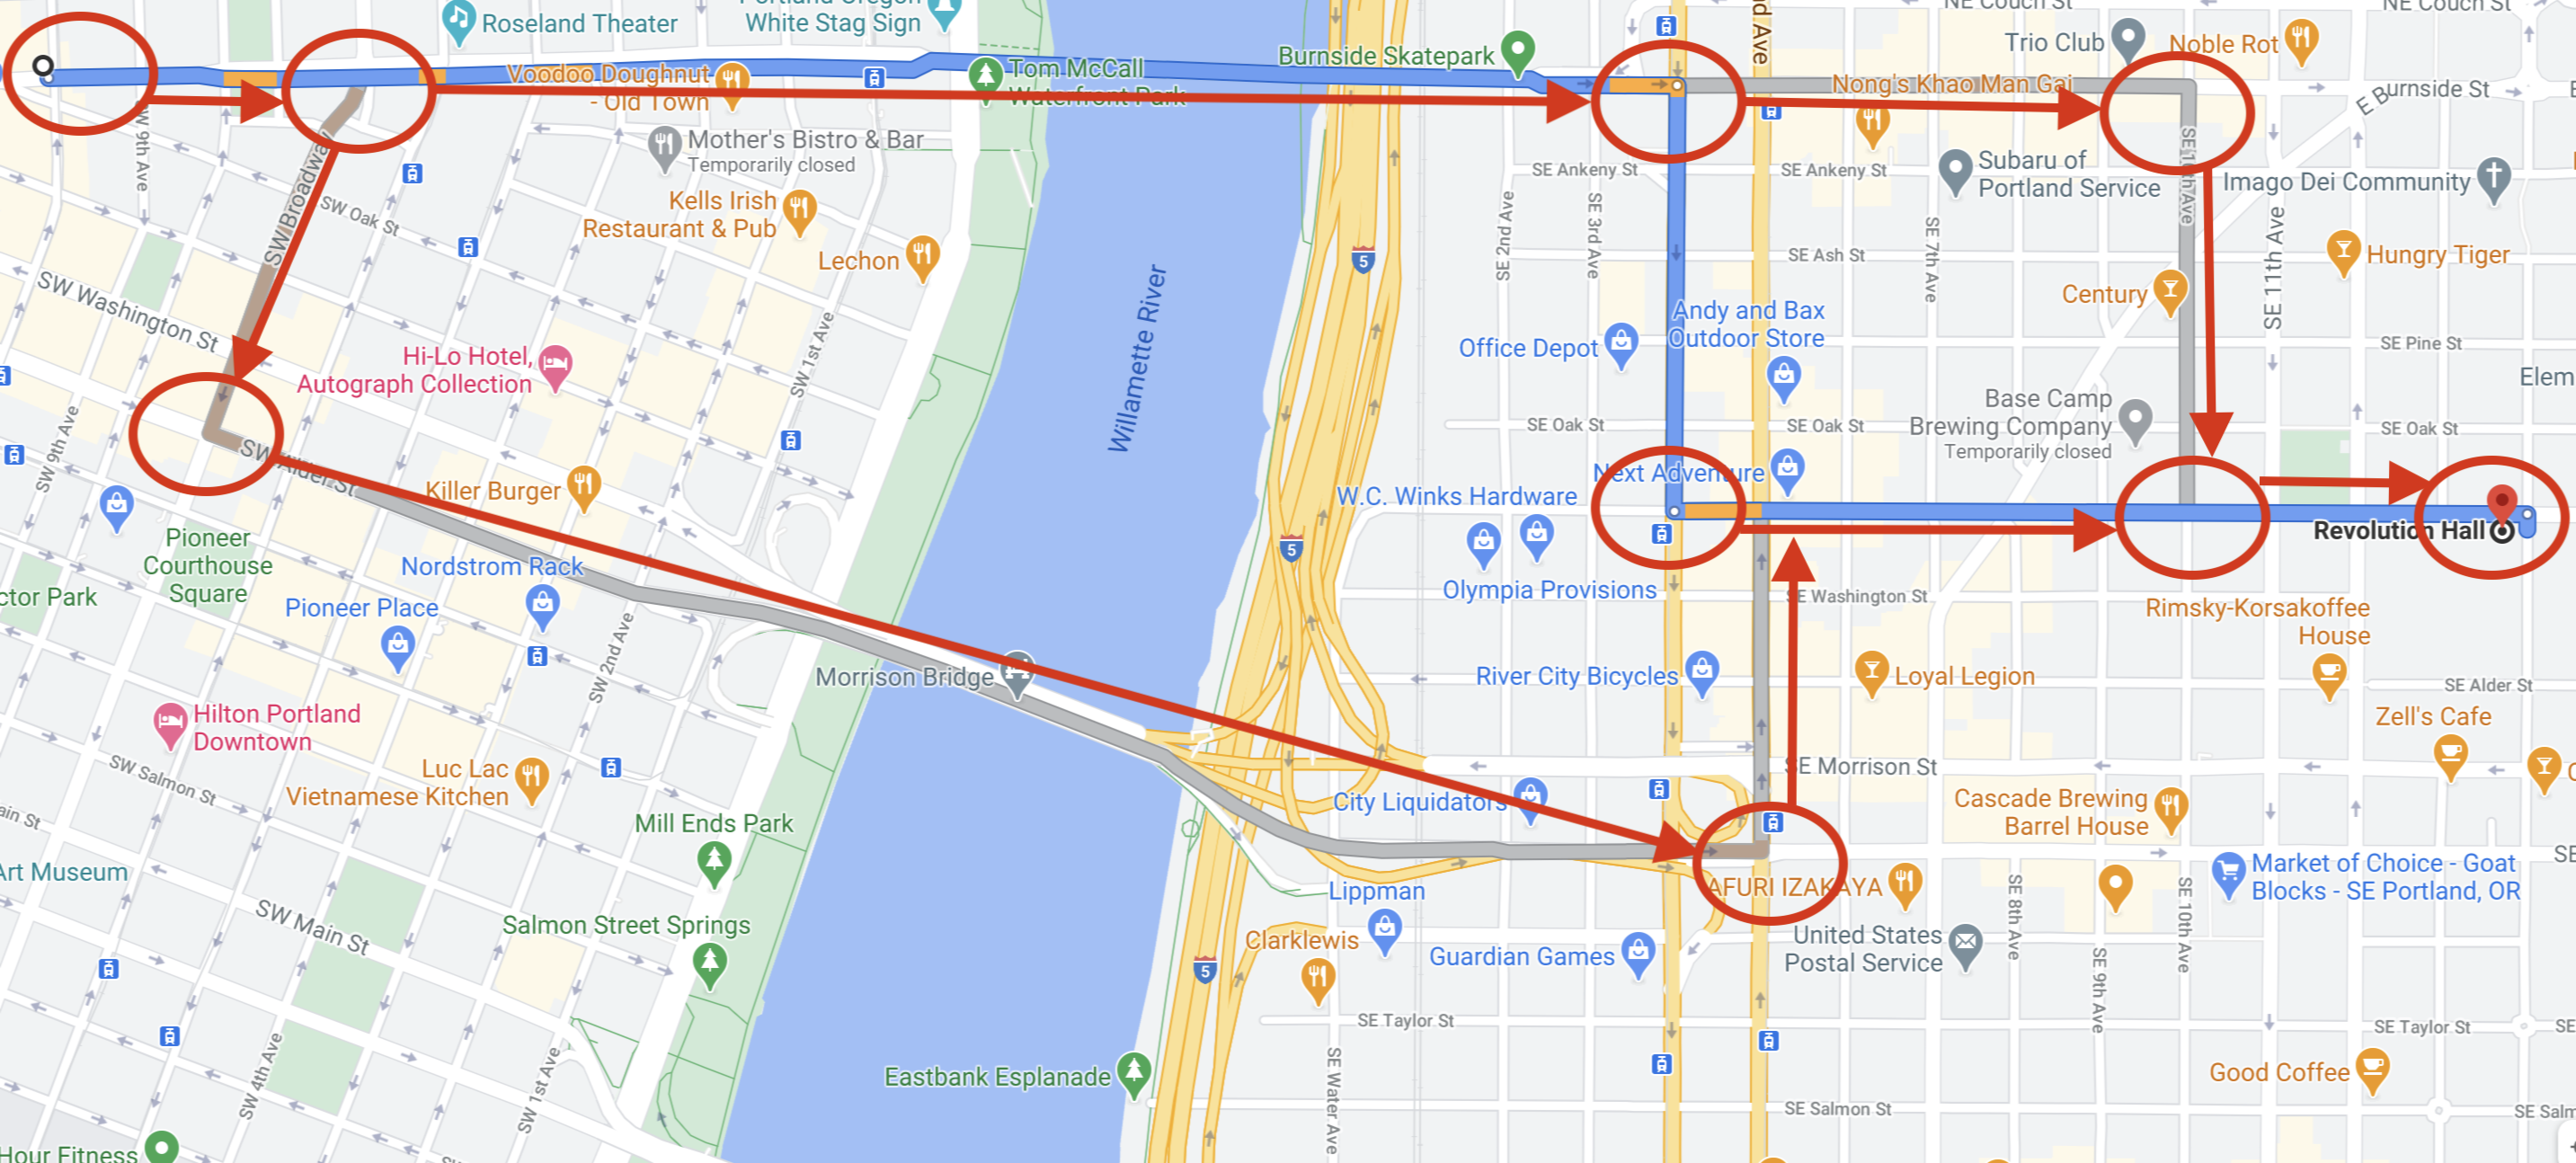 Roseland Theater
Portland Oregon
White Stag Sign
Burnside Skatepark
NE Couch St
NE Couch St
Trio Club
Noble Rot
Voodoo Doughnut
- Old Town
Tom McCall
Waterfront Park
Nong's Khao Man Gai
E Burnside St
SW 9th Ave
Mother's Bistro & Bar
Temporarily closed
SE Ankeny St
SE Ankeny St
Subaru of
Portland Service
SE 10th Ave
Imago Dei Community
SW Broadway
SW Oak St
Kells Irish
Restaurant & Pub
Lechon
SE 2nd Ave
SE 3rd Ave
SE 7th Ave
SE Ash St
SE 11th Ave
Hungry Tiger
5
Century
SW Washington St
Willamette River
Andy and Bax
Outdoor Store
Office Depot
SE Pine St
Hi-Lo Hotel,
Autograph Collection
SW 1st Ave
Elem
Base Camp
Brewing Company
Temporarily closed
SE Oak St
SE Oak St
SE Oak St
SW 9th Ave
SW Alder St
Killer Burger
Next Adventure
W.C. Winks Hardware
Revolution Hall
Pioneer
Courthouse
Square
5
Nordstrom Rack
Olympia Provisions
SE Washington St
ctor Park
Pioneer Place
Rimsky-Korsakoffee
House
SW 2nd Ave
Morrison Bridge
River City Bicycles
Loyal Legion
SE Alder St
Hilton Portland
Downtown
Zell's Cafe
SW Salmon St
Luc Lac
Vietnamese Kitchen
SE Morrison St
City Liquidators
Cascade Brewing
Barrel House
ain St
Mill Ends Park
Art Museum
Lippman
AFURI IZAKAYA
Market of Choice - Goat
Blocks - SE Portland, OR
SE
SE 8th Ave
SE 10th Ave
SW Main St
Salmon Street Springs
Clarklewis
Guardian Games
United States
Postal Service
5
SE 9th Ave
SE Taylor St
SE Taylor St
SE
SW 4th Ave
SW 1st Ave
SE Water Ave
Eastbank Esplanade
Good Coffee
SE Salmon St
SE Salm
Hour Fitness